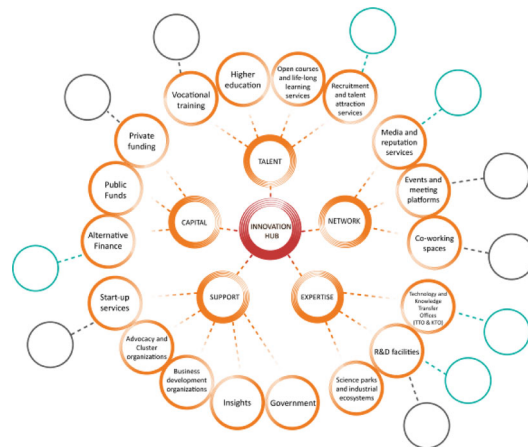 Higher
education
Open courses
and life-long
learning
services
Vocational
training
Recruitment
and talent
attraction
services
Private
funding
Media and
reputation
services
TALENT
Public
Funds
Events and
meeting
platforms
CAPITAL
INNOVATION
HUB
NETWORK
Alternative
Finance
Co-working
spaces
Start-up
services
SUPPORT
EXPERTISE
Technology and
Knowledge
Transfer
Offices
(TTO & KTO)
Advocacy and
Cluster
organizations
R&D facilities
Business
development
organizations
Insights
Government
Science parks
and industrial
ecosystems